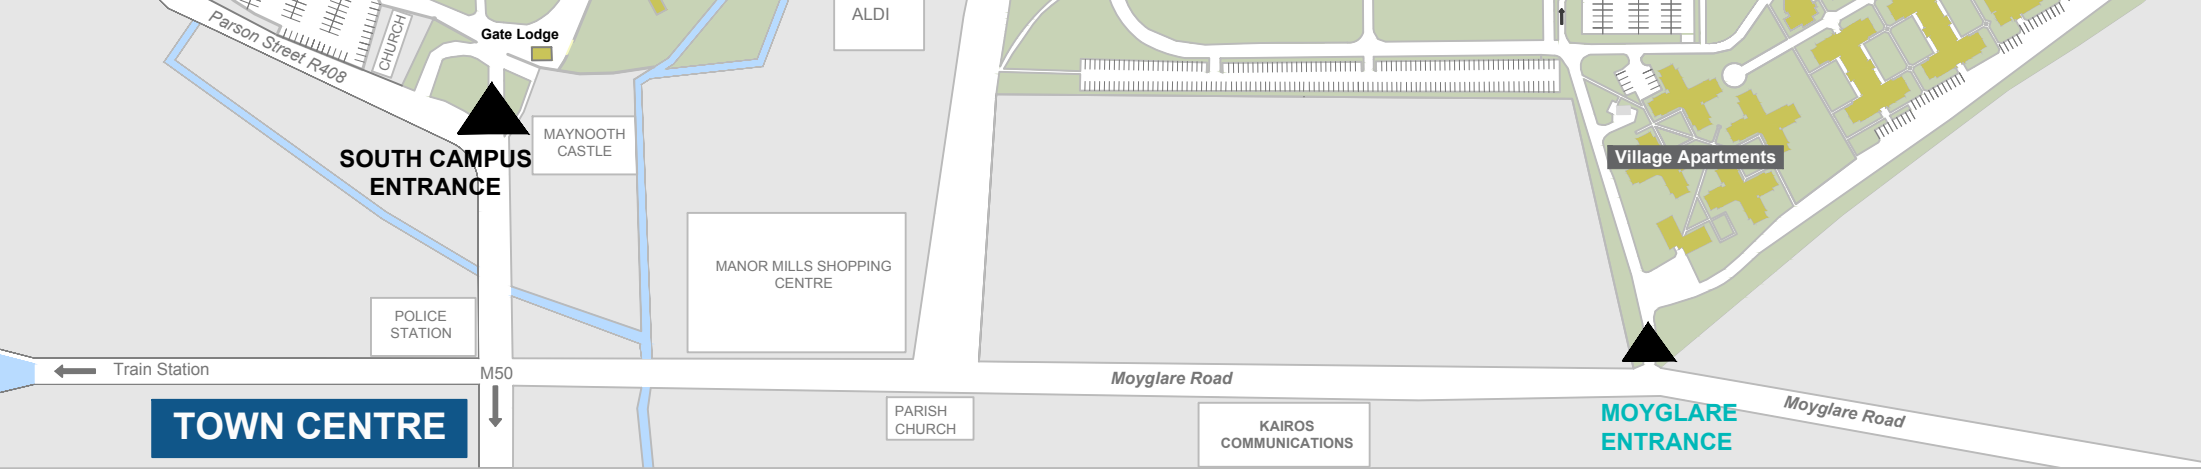 ALDI
Parson Street R408
CHURCH
Gate Lodge
MAYNOOTH
CASTLE
SOUTH CAMPUS
ENTRANCE
Village Apartments
MANOR MILLS SHOPPING
CENTRE
POLICE
STATION
Train Station
M50
Moyglare Road
TOWN CENTRE
PARISH
CHURCH
KAIROS
COMMUNICATIONS
MOYGLARE
ENTRANCE
Moyglare Road